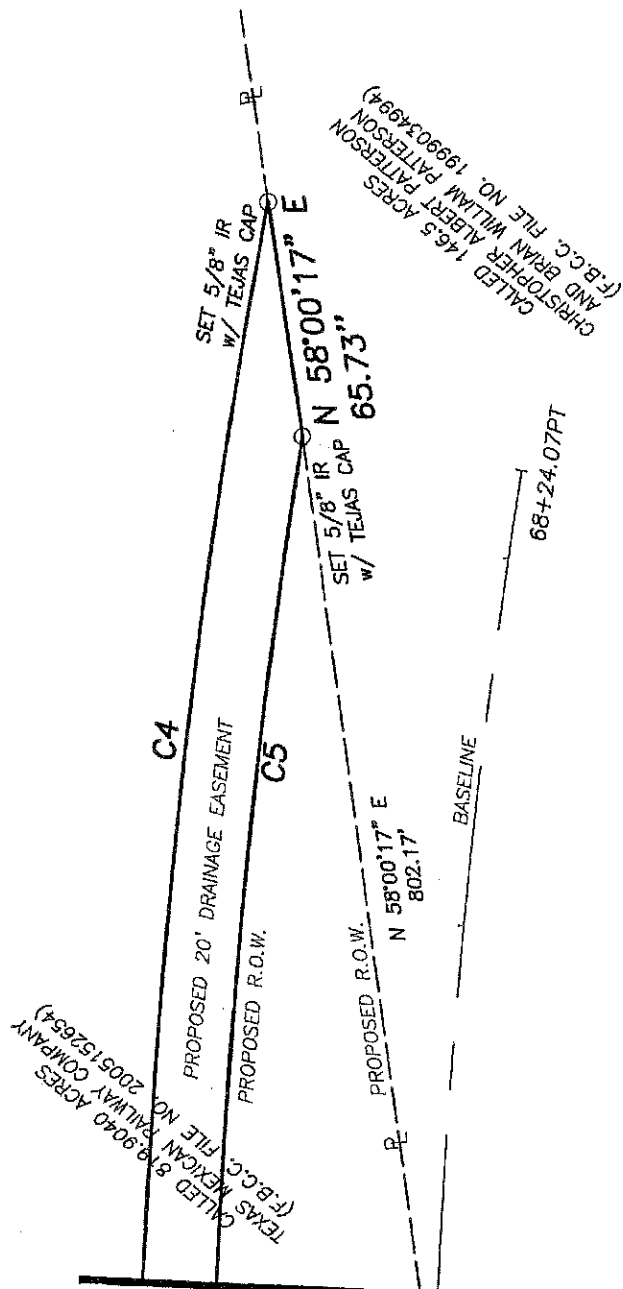 PL
CALLED 146.5 ACRES
CHRISTOPHER ALBERT PATTERSON
AND BRIAN WILLIAM PATTERSON
(F.B.C.C. FILE NO. 1999034994)
SET 5/8" IR
w/ TEJAS CAP
N 58°00'17" E
65.73"
SET 5/8" IR
w/ TEJAS CAP
68+24.07PT
C4
PROPOSED 20' DRAINAGE EASEMENT
C5
PROPOSED R.O.W.
BASELINE
N 58°00'17" E
802.17'
PROPOSED R.O.W.
PL
CALLED 819.9040 ACRES
TEXAS MEXICAN RAILWAY COMPANY
(F.B.C.C. FILE NO. 2005152654)